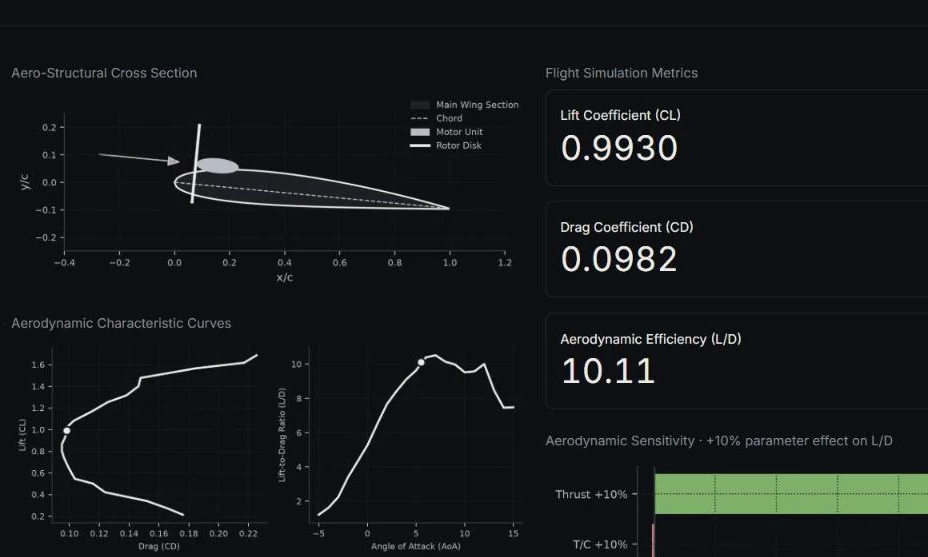 Aero-Structural Cross Section
Main Wing Section
Chord
Motor Unit
Rotor Disk
y/c
0.2
0.1
0.0
−0.1
−0.2
−0.4 −0.2 0.0 0.2 0.4 0.6 0.8 1.0 1.2
x/c
Aerodynamic Characteristic Curves
Lift (CL)
1.6
1.4
1.2
1.0
0.8
0.6
0.4
0.2
0.10 0.12 0.14 0.16 0.18 0.20 0.22
Drag (CD)
Lift-to-Drag Ratio (L/D)
10
8
6
4
2
−5 0 5 10 15
Angle of Attack (AoA)
Flight Simulation Metrics
Lift Coefficient (CL)
0.9930
Drag Coefficient (CD)
0.0982
Aerodynamic Efficiency (L/D)
10.11
Aerodynamic Sensitivity · +10% parameter effect on L/D
Thrust +10%
T/C +10%